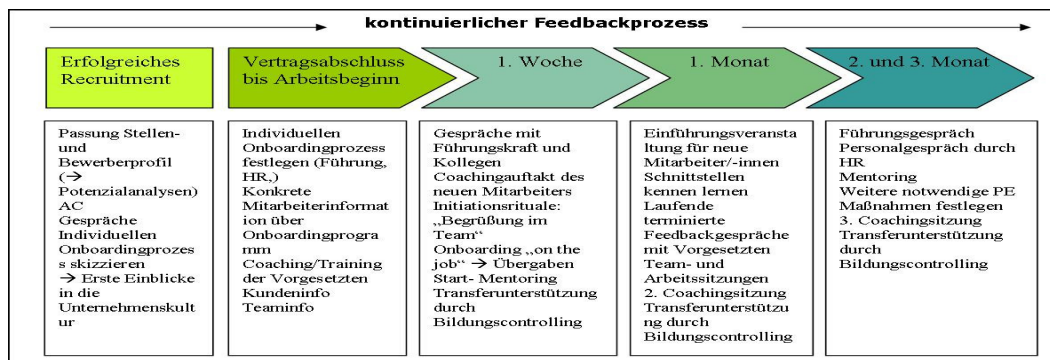 kontinuierlicher Feedbackprozess
Erfolgreiches
Recruitment
Vertragsabschluss
bis Arbeitsbeginn
1. Woche
1. Monat
2. und 3. Monat
Passung Stellen-
und
Bewerberprofil
(→
Potenzialanalysen)
AC
Gespräche
Individuellen
Onboardingprozes
s skizzieren
→ Erste Einblicke
in die
Unternehmenskult
ur
Individuellen
Onboardingprozess
festlegen (Führung,
HR,)
Konkrete
Mitarbeiterinformat
ion über
Onboardingprogra
mm
Coaching/Training
der Vorgesetzten
Kundeninfo
Teaminfo
Gespräche mit
Führungskraft und
Kollegen
Coachingauftakt des
neuen Mitarbeiters
Initiationsrituale:
„Begrüßung im
Team“
Onboarding „on the
job“ → Übergaben
Start- Mentoring
Transferunterstützung
durch
Bildungscontrolling
Einführungsveransta
ltung für neue
Mitarbeiter/-innen
Schnittstellen
kennen lernen
Laufende
terminierte
Feedbackgespräche
mit Vorgesetzten
Team- und
Arbeitssitzungen
2. Coachingsitzung
Transferunterstützu
ng durch
Bildungscontrolling
Führungsgespräch
Personalgespräch durch
HR
Mentoring
Weitere notwendige PE
Maßnahmen festlegen
3. Coachingsitzung
Transferunterstützung
durch
Bildungscontrolling